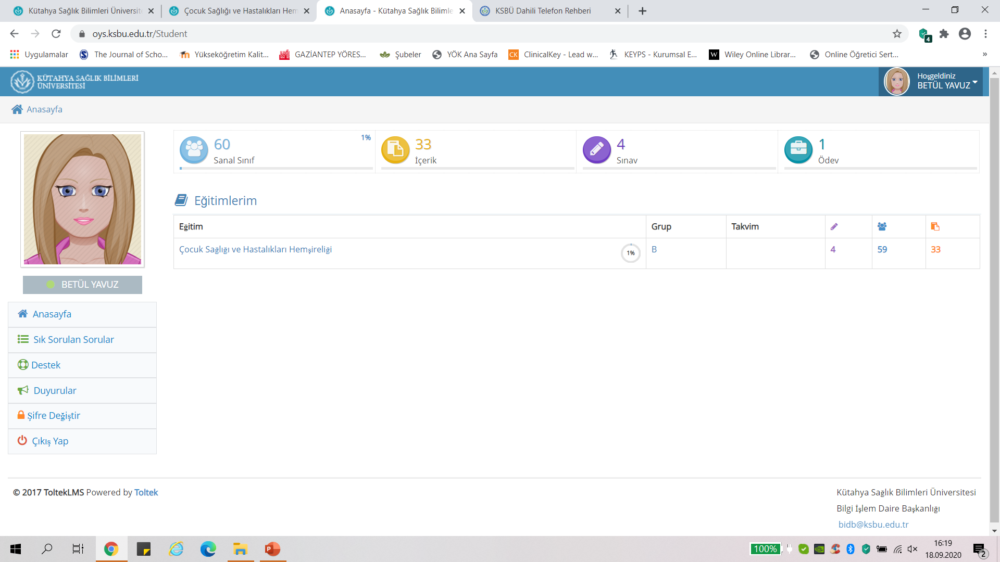 Kütahya Sağlık Bilimleri Üniversite
Çocuk Sağlığı ve Hastalıkları Hem
Anasayfa - Kütahya Sağlık Bilimle
KSBÜ Dahili Telefon Rehberi
oys.ksbu.edu.tr/Student
4
Uygulamalar
The Journal of Scho...
Yükseköğretim Kalit...
GAZİANTEP YÖRES...
Şubeler
YÖK Ana Sayfa
CK
ClinicalKey - Lead w...
KEYPS - Kurumsal E...
W
Wiley Online Librar...
Online Öğretici Sert...
»
KÜTAHYA SAĞLIK BİLİMLERİ
ÜNİVERSİTESİ
Hoşgeldiniz
BETÜL YAVUZ
Anasayfa
60
1%
Sanal Sınıf
33
İçerik
4
Sınav
1
Ödev
Eğitimlerim
Eğitim
Grup
Takvim
Çocuk Sağlığı ve Hastalıkları Hemşireliği
1%
B
4
59
33
BETÜL YAVUZ
Anasayfa
Sık Sorulan Sorular
Destek
Duyurular
Şifre Değiştir
Çıkış Yap
© 2017 ToltekLMS Powered by Toltek
Kütahya Sağlık Bilimleri Üniversitesi
Bilgi İşlem Daire Başkanlığı
bidb@ksbu.edu.tr
100%
16:19
18.09.2020
2